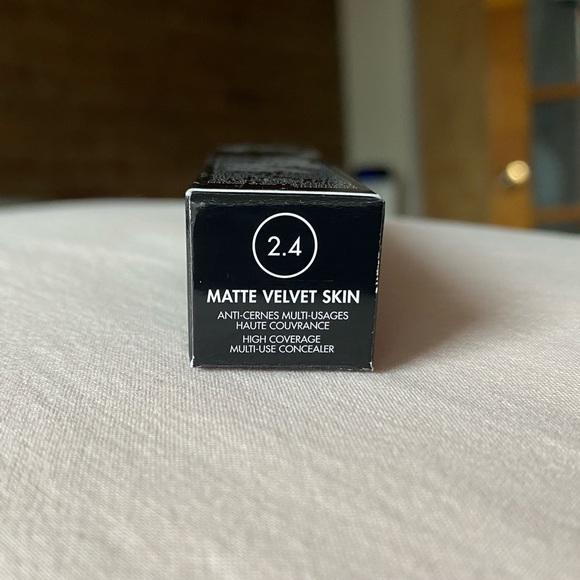 2.4
MATTE VELVET SKIN
ANTI-CERNES MULTI-USAGES
HAUTE COUVRANCE
HIGH COVERAGE
MULTI-USE CONCEALER